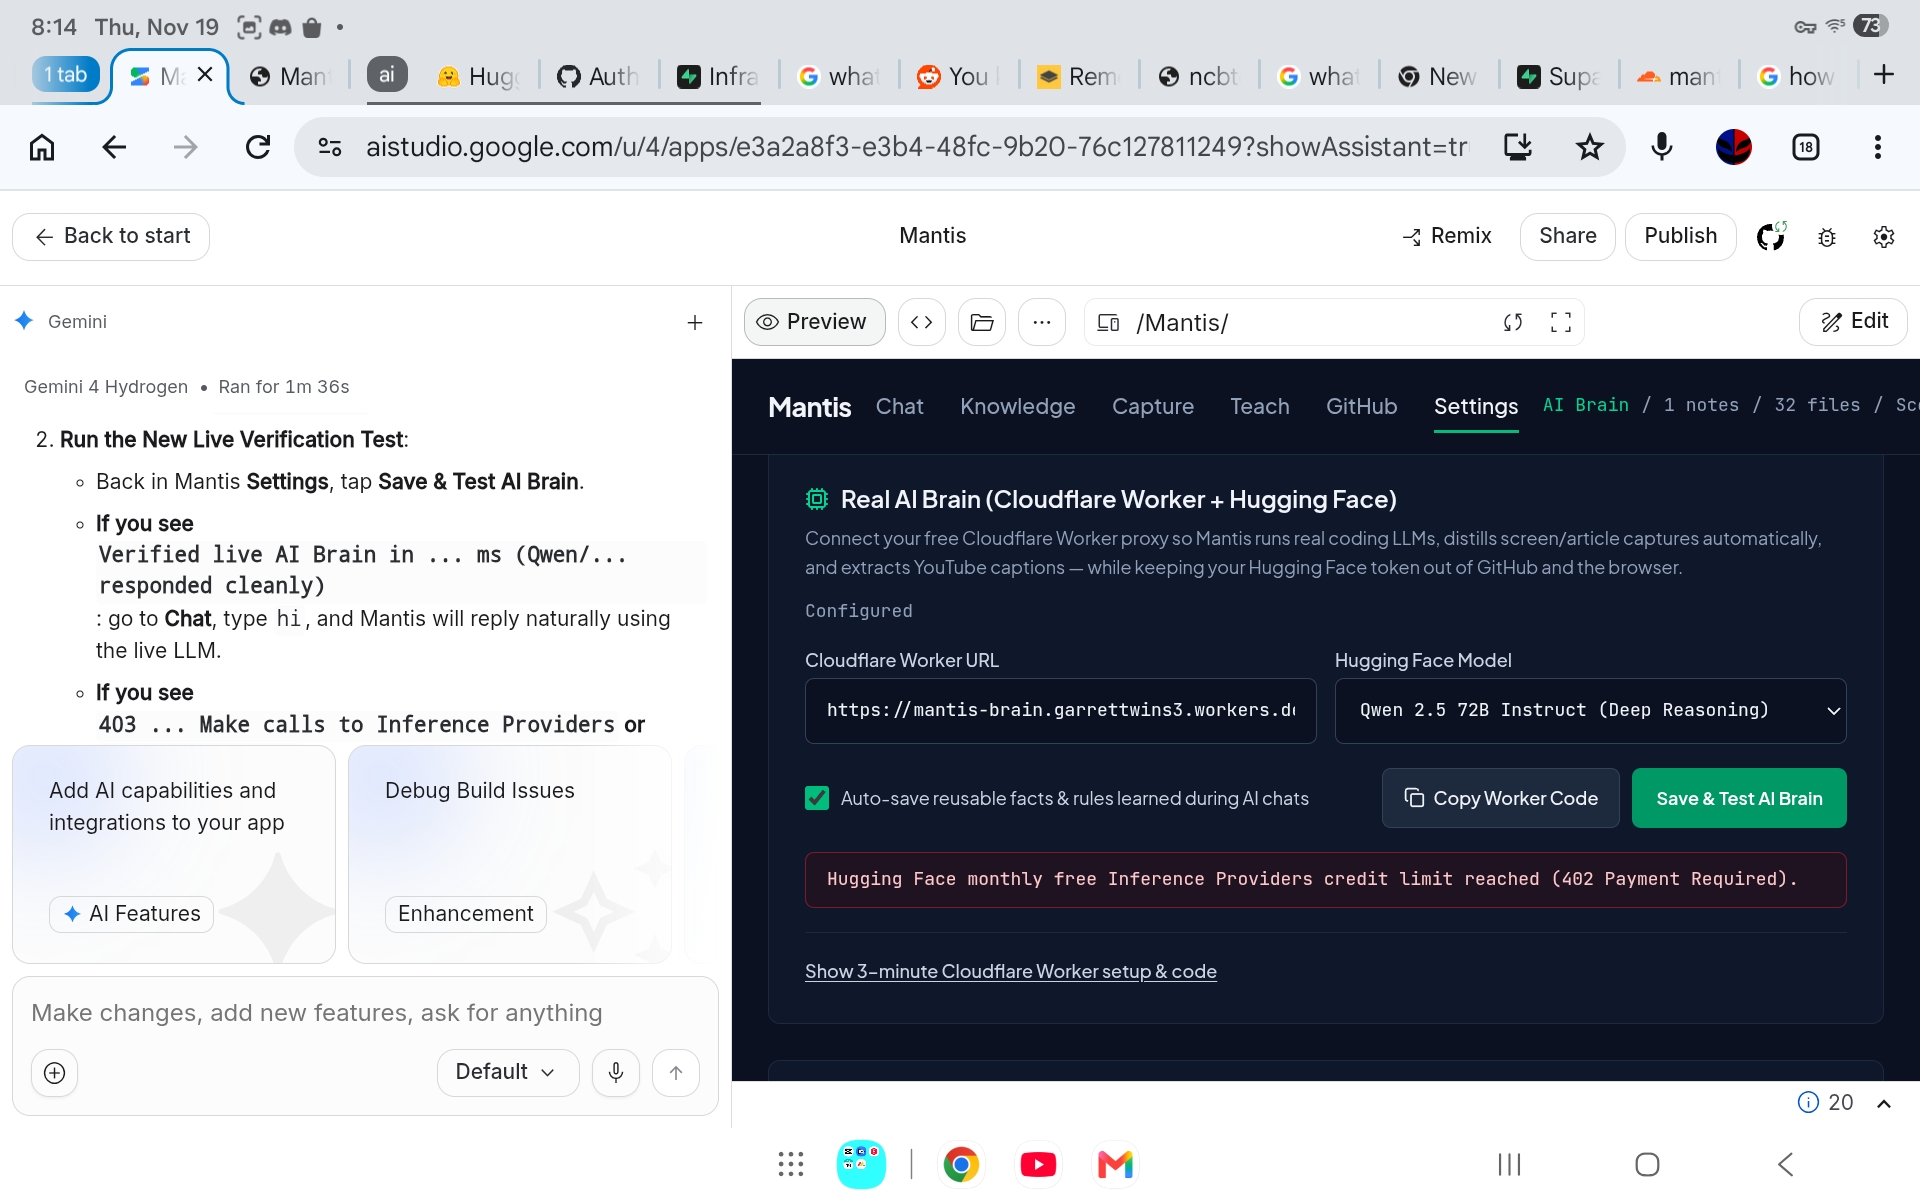 8:14 Thu, Nov 19
73
1 tab
Ma
Man
ai
Hugg
Auth
Infra
what
You
Rem
ncbt
what
New
Supa
man
how
aistudio.google.com/u/4/apps/e3a2a8f3-e3b4-48fc-9b20-76c127811249?showAssistant=tr
18
Back to start
Mantis
Remix
Share
Publish
Gemini
Preview
/Mantis/
Edit
Gemini 4 Hydrogen • Ran for 1m 36s
2. Run the New Live Verification Test:
Back in Mantis Settings, tap Save & Test AI Brain.
If you see
Verified live AI Brain in ... ms (Qwen/...
responded cleanly)
: go to Chat, type hi, and Mantis will reply naturally using
the live LLM.
If you see
403 ... Make calls to Inference Providers or
Add AI capabilities and
integrations to your app
AI Features
Debug Build Issues
Enhancement
Make changes, add new features, ask for anything
Default
Mantis
Chat
Knowledge
Capture
Teach
GitHub
Settings
AI Brain / 1 notes / 32 files / Sc
Real AI Brain (Cloudflare Worker + Hugging Face)
Connect your free Cloudflare Worker proxy so Mantis runs real coding LLMs, distills screen/article captures automatically,
and extracts YouTube captions — while keeping your Hugging Face token out of GitHub and the browser.
Configured
Cloudflare Worker URL
Hugging Face Model
https://mantis-brain.garrettwins3.workers.de
Qwen 2.5 72B Instruct (Deep Reasoning)
Auto-save reusable facts & rules learned during AI chats
Copy Worker Code
Save & Test AI Brain
Hugging Face monthly free Inference Providers credit limit reached (402 Payment Required).
Show 3-minute Cloudflare Worker setup & code
20